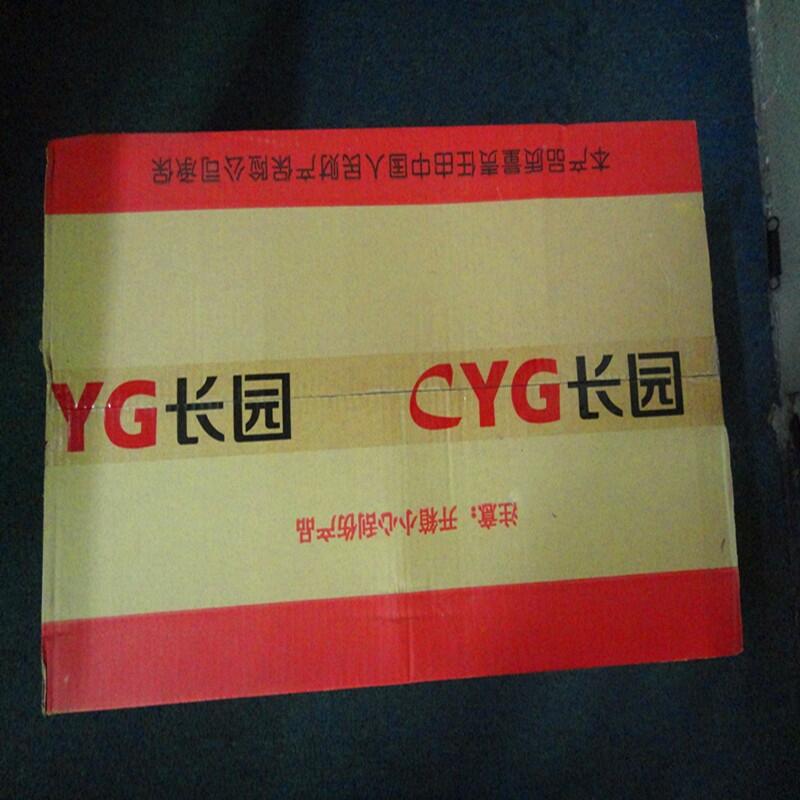 本产品质量责任由中国人民财产保险公司承保
YG长园 CYG长园
注意：开箱小心刮伤产品